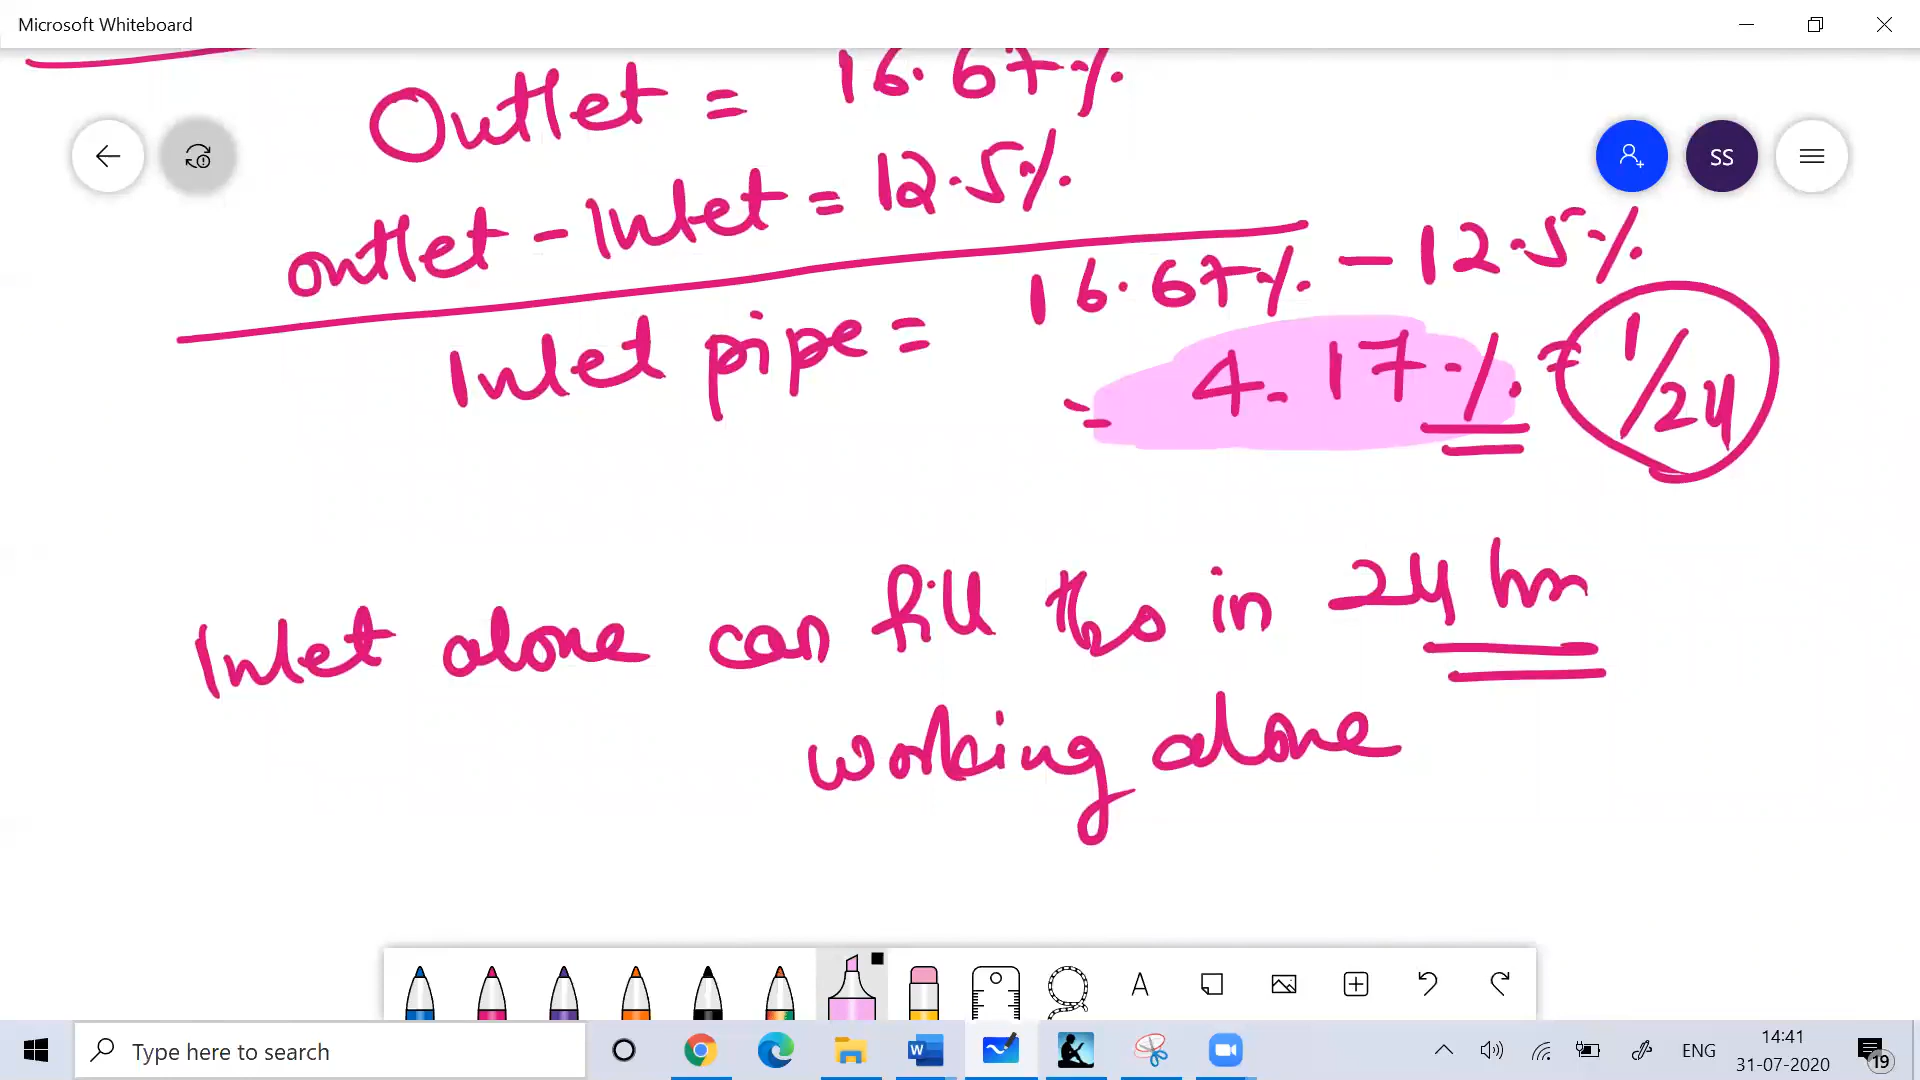 Microsoft Whiteboard
Outlet = 16.67%
SS
outlet - Inlet = 12.5%
Inlet pipe = 16.67% - 12.5%
= 4.17% = 1/24
Inlet alone can fill ths in 24 hrs
working alone
A
Type here to search
W
ENG
14:41
31-07-2020
19